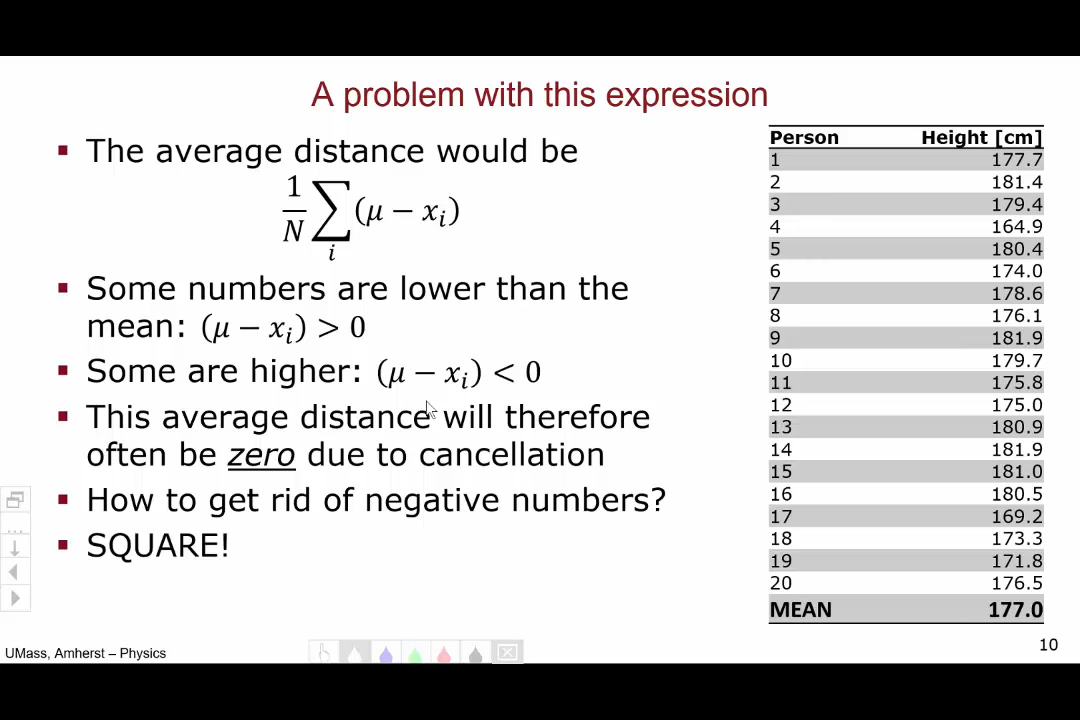 A problem with this expression
▪ The average distance would be
1/N ∑_i (μ − x_i)
▪ Some numbers are lower than the
mean: (μ − x_i) > 0
▪ Some are higher: (μ − x_i) < 0
▪ This average distance will therefore
often be zero due to cancellation
▪ How to get rid of negative numbers?
▪ SQUARE!
Person Height [cm]
1 177.7
2 181.4
3 179.4
4 164.9
5 180.4
6 174.0
7 178.6
8 176.1
9 181.9
10 179.7
11 175.8
12 175.0
13 180.9
14 181.9
15 181.0
16 180.5
17 169.2
18 173.3
19 171.8
20 176.5
MEAN 177.0
UMass, Amherst – Physics
10